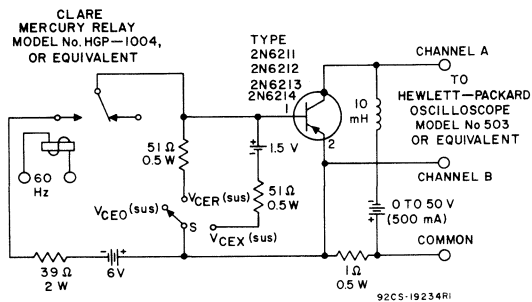 CLARE
MERCURY RELAY
MODEL No. HGP–1004,
OR EQUIVALENT
TYPE
2N6211
2N6212
2N6213
2N6214
1
2
CHANNEL A
TO
HEWLETT–PACKARD
OSCILLOSCOPE
MODEL No 503
OR EQUIVALENT
CHANNEL B
COMMON
10
mH
51 Ω
0.5 W
1.5 V
51 Ω
0.5 W
60
Hz
VCER (sus)
VCEO (sus)
S
VCEX (sus)
0 TO 50 V
(500 mA)
39 Ω
2 W
6V
1 Ω
0.5 W
92CS-19234R1